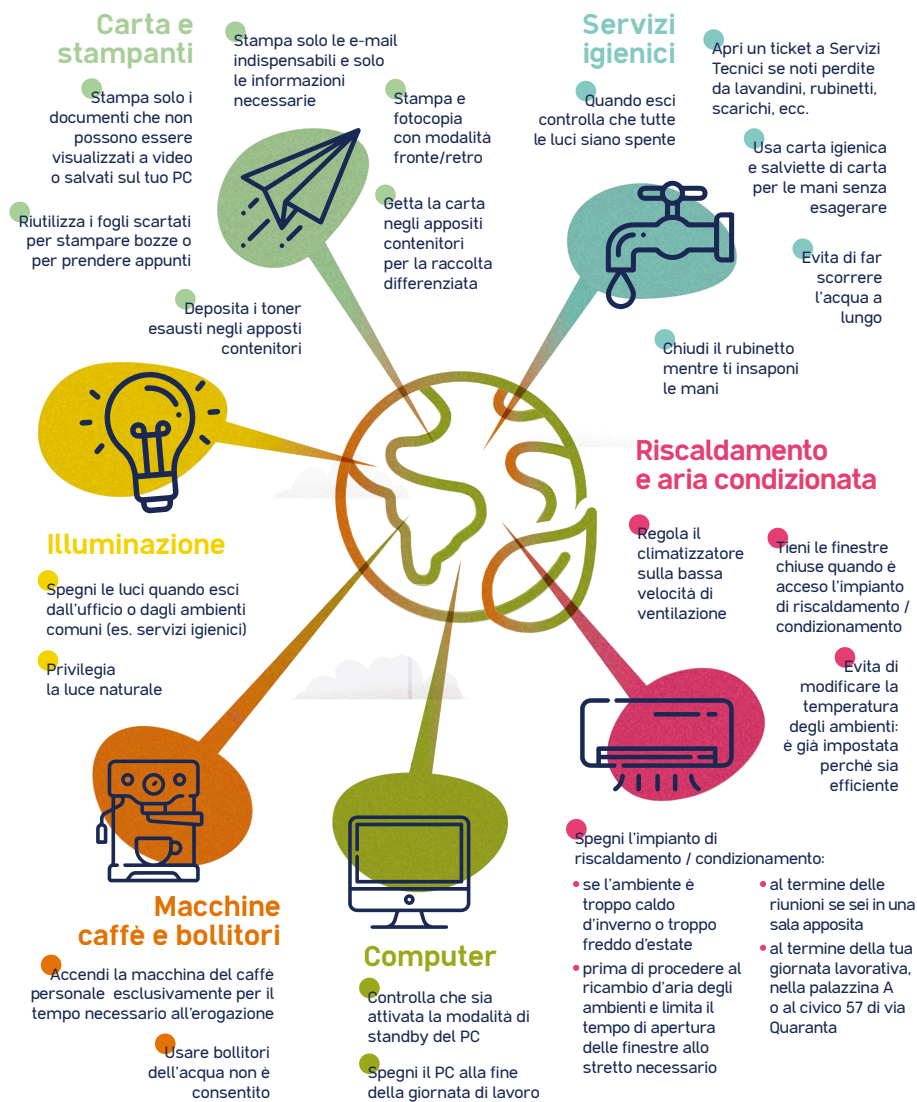 Carta e
stampanti
Stampa solo le e-mail
indispensabili e solo
le informazioni
necessarie
Stampa solo i
documenti che non
possono essere
visualizzati a video
o salvati sul tuo PC
Stampa e
fotocopia
con modalità
fronte/retro
Riutilizza i fogli scartati
per stampare bozze o
per prendere appunti
Getta la carta
negli appositi
contenitori
per la raccolta
differenziata
Deposita i toner
esausti negli apposti
contenitori
Servizi
igienici
Apri un ticket a Servizi
Tecnici se noti perdite
da lavandini, rubinetti,
scarichi, ecc.
Quando esci
controlla che tutte
le luci siano spente
Usa carta igienica
e salviette di carta
per le mani senza
esagerare
Evita di far
scorrere
l'acqua a
lungo
Chiudi il rubinetto
mentre ti insaponi
le mani
Illuminazione
Spegni le luci quando esci
dall'ufficio o dagli ambienti
comuni (es. servizi igienici)
Privilegia
la luce naturale
Riscaldamento
e aria condizionata
Regola il
climatizzatore
sulla bassa
velocità di
ventilazione
Tieni le finestre
chiuse quando è
acceso l'impianto
di riscaldamento /
condizionamento
Evita di
modificare la
temperatura
degli ambienti:
è già impostata
perché sia
efficiente
Spegni l'impianto di
riscaldamento / condizionamento:
• se l'ambiente è
troppo caldo
d'inverno o troppo
freddo d'estate
• prima di procedere al
ricambio d'aria degli
ambienti e limita il
tempo di apertura
delle finestre allo
stretto necessario
• al termine delle
riunioni se sei in una
sala apposita
• al termine della tua
giornata lavorativa,
nella palazzina A
o al civico 57 di via
Quaranta
Macchine
caffè e bollitori
Accendi la macchina del caffè
personale esclusivamente per il
tempo necessario all'erogazione
Usare bollitori
dell'acqua non è
consentito
Computer
Controlla che sia
attivata la modalità di
standby del PC
Spegni il PC alla fine
della giornata di lavoro